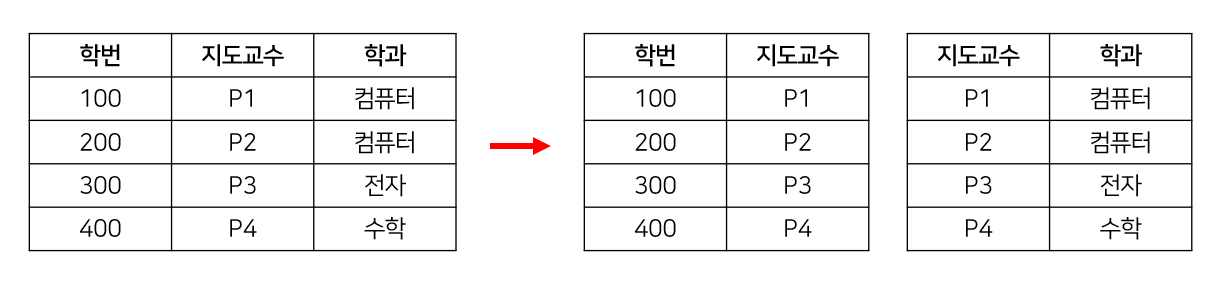 학번 지도교수 학과 학번 지도교수 지도교수 학과
100 P1 컴퓨터 100 P1 P1 컴퓨터
200 P2 컴퓨터 200 P2 P2 컴퓨터
300 P3 전자 300 P3 P3 전자
400 P4 수학 400 P4 P4 수학